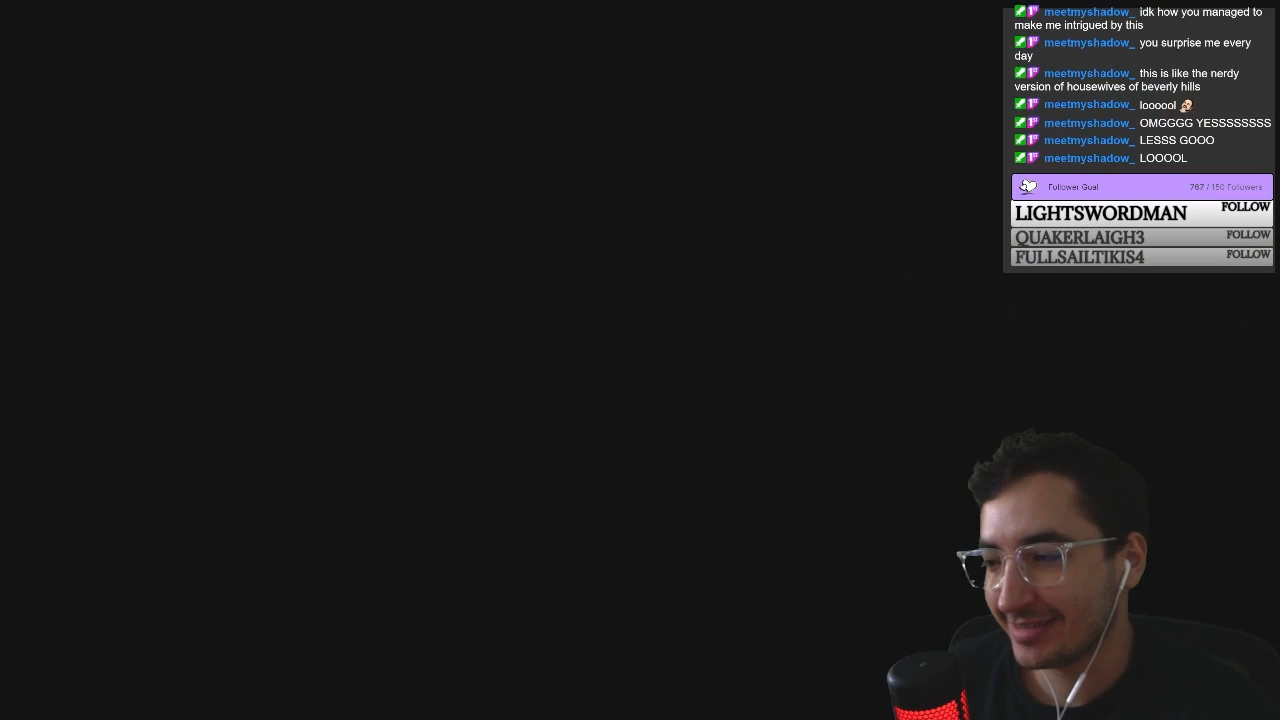 meetmyshadow_ idk how you managed to
make me intrigued by this
meetmyshadow_ you surprise me every
day
meetmyshadow_ this is like the nerdy
version of housewives of beverly hills
meetmyshadow_ loooool
meetmyshadow_ OMGGGG YESSSSSSSS
meetmyshadow_ LESSS GOOO
meetmyshadow_ LOOOOL
Follower Goal 767 / 150 Followers
LIGHTSWORDMAN FOLLOW
QUAKERLAIGH3 FOLLOW
FULLSAILTIKIS4 FOLLOW